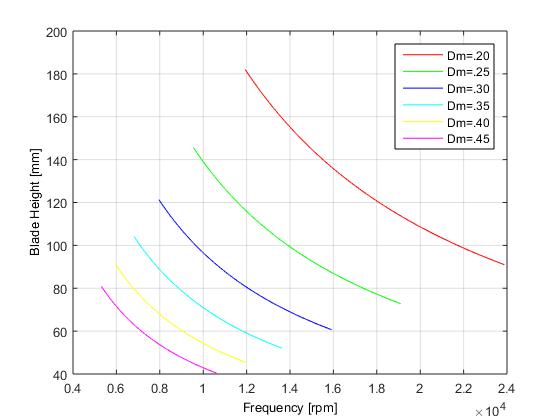 200
180
160
140
120
100
80
60
40
Blade Height [mm]
Dm=.20
Dm=.25
Dm=.30
Dm=.35
Dm=.40
Dm=.45
0.4 0.6 0.8 1 1.2 1.4 1.6 1.8 2 2.2 2.4
Frequency [rpm]
×10⁴